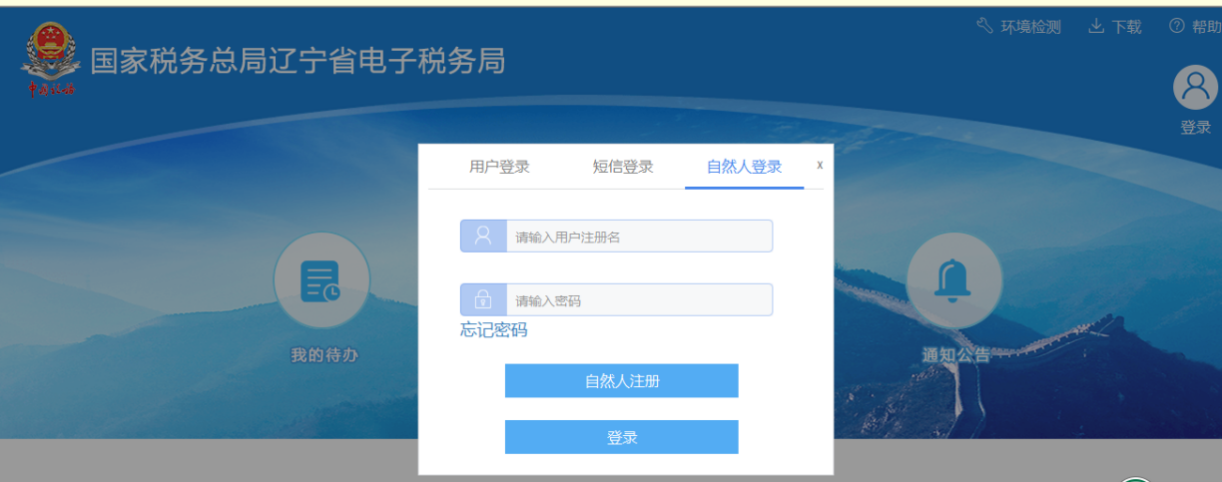 环境检测 下载 帮助
国家税务总局辽宁省电子税务局
登录
用户登录 短信登录 自然人登录 x
请输入用户注册名
请输入密码
忘记密码
我的待办
通知公告
自然人注册
登录